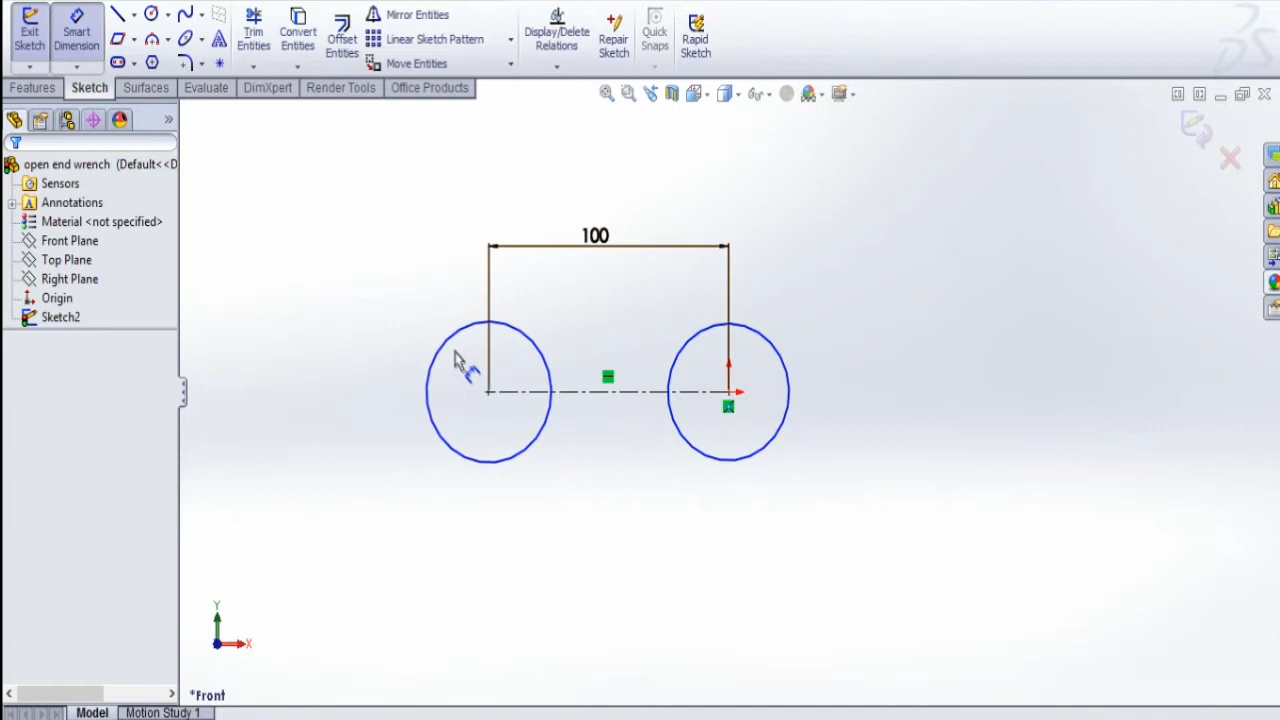 Exit
Sketch
Smart
Dimension
Trim
Entities
Convert
Entities
Offset
Entities
Mirror Entities
Linear Sketch Pattern
Move Entities
Display/Delete
Relations
Repair
Sketch
Quick
Snaps
Rapid
Sketch
Features
Sketch
Surfaces
Evaluate
DimXpert
Render Tools
Office Products
open end wrench (Default<<D
Sensors
A
Annotations
Material <not specified>
Front Plane
Top Plane
Right Plane
Origin
Sketch2
100
Y
X
*Front
Model
Motion Study 1